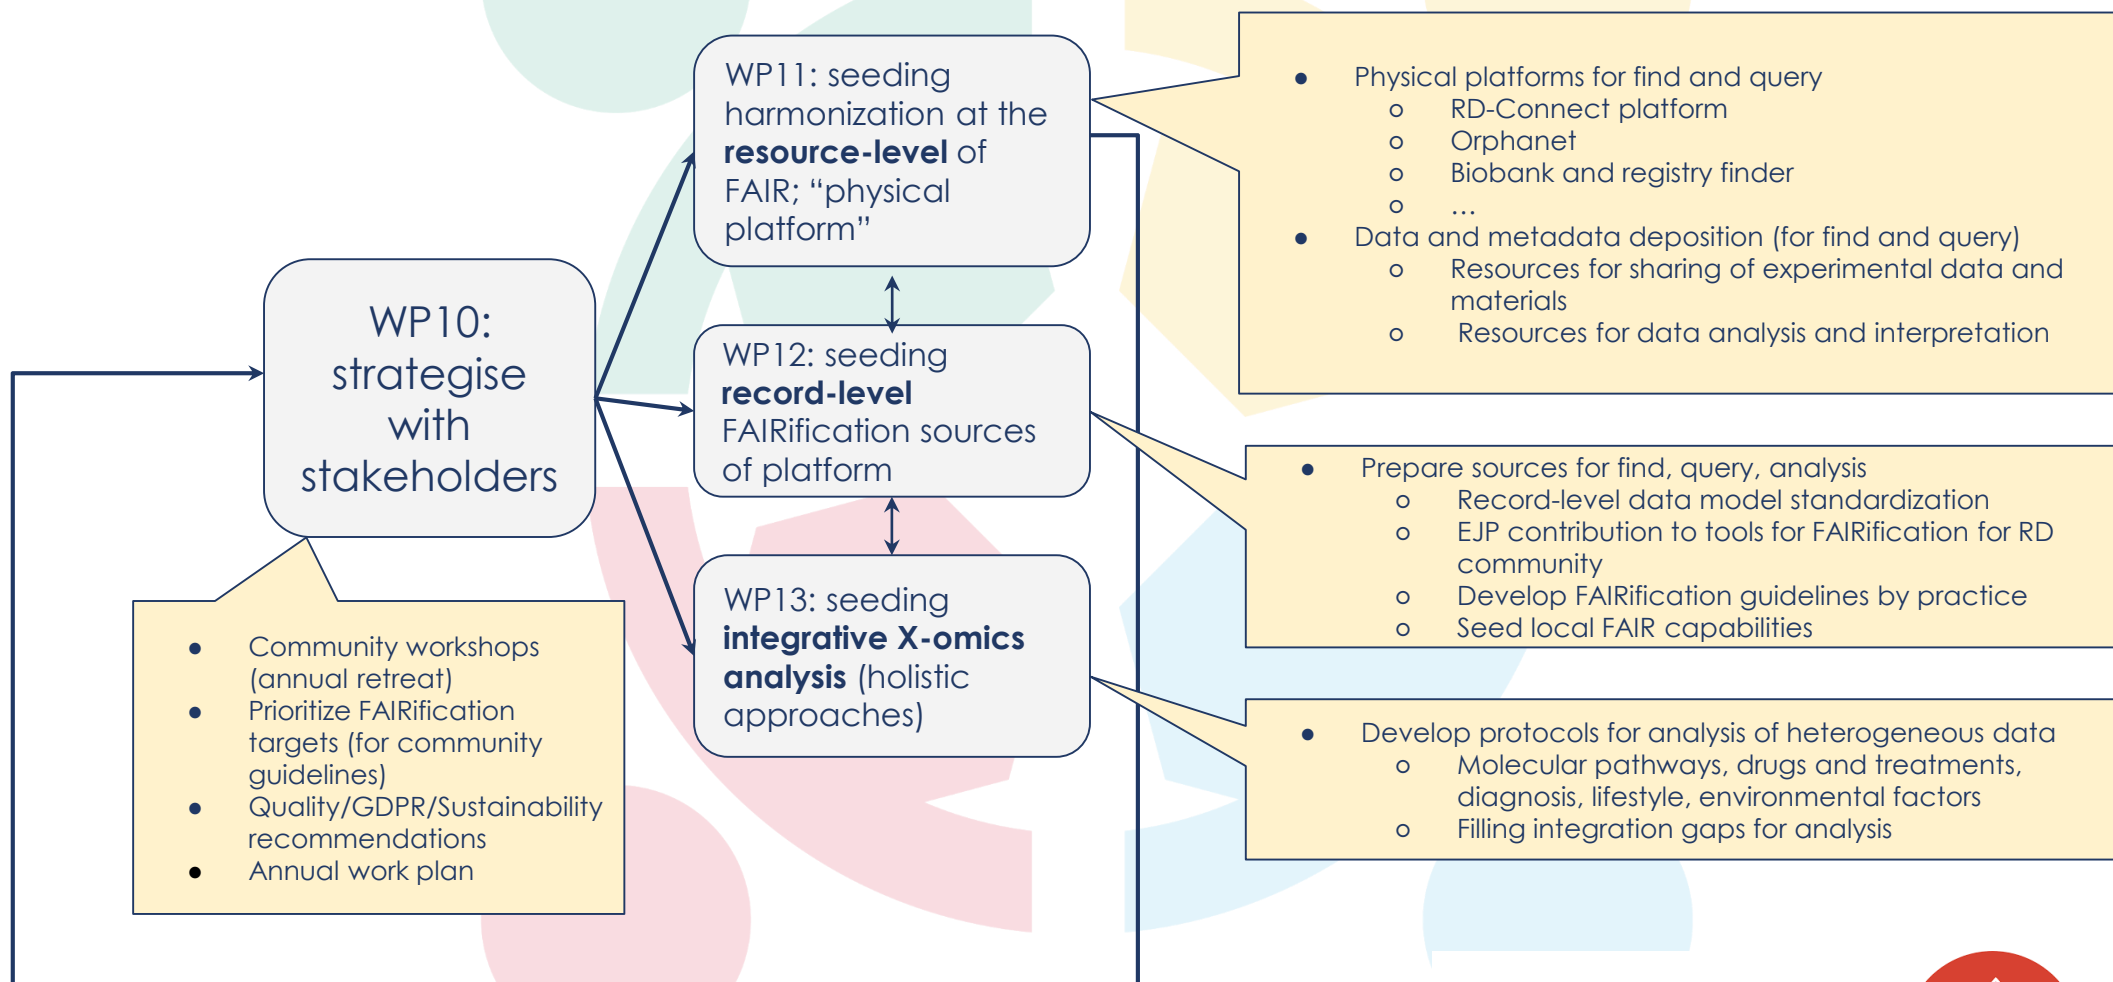 WP10:
strategise
with
stakeholders
● Community workshops
(annual retreat)
● Prioritize FAIRification
targets (for community
guidelines)
● Quality/GDPR/Sustainability
recommendations
● Annual work plan
WP11: seeding
harmonization at the
resource-level of
FAIR; “physical
platform”
WP12: seeding
record-level
FAIRification sources
of platform
WP13: seeding
integrative X-omics
analysis (holistic
approaches)
● Physical platforms for find and query
○ RD-Connect platform
○ Orphanet
○ Biobank and registry finder
○ …
● Data and metadata deposition (for find and query)
○ Resources for sharing of experimental data and
materials
○ Resources for data analysis and interpretation
● Prepare sources for find, query, analysis
○ Record-level data model standardization
○ EJP contribution to tools for FAIRification for RD
community
○ Develop FAIRification guidelines by practice
○ Seed local FAIR capabilities
● Develop protocols for analysis of heterogeneous data
○ Molecular pathways, drugs and treatments,
diagnosis, lifestyle, environmental factors
○ Filling integration gaps for analysis